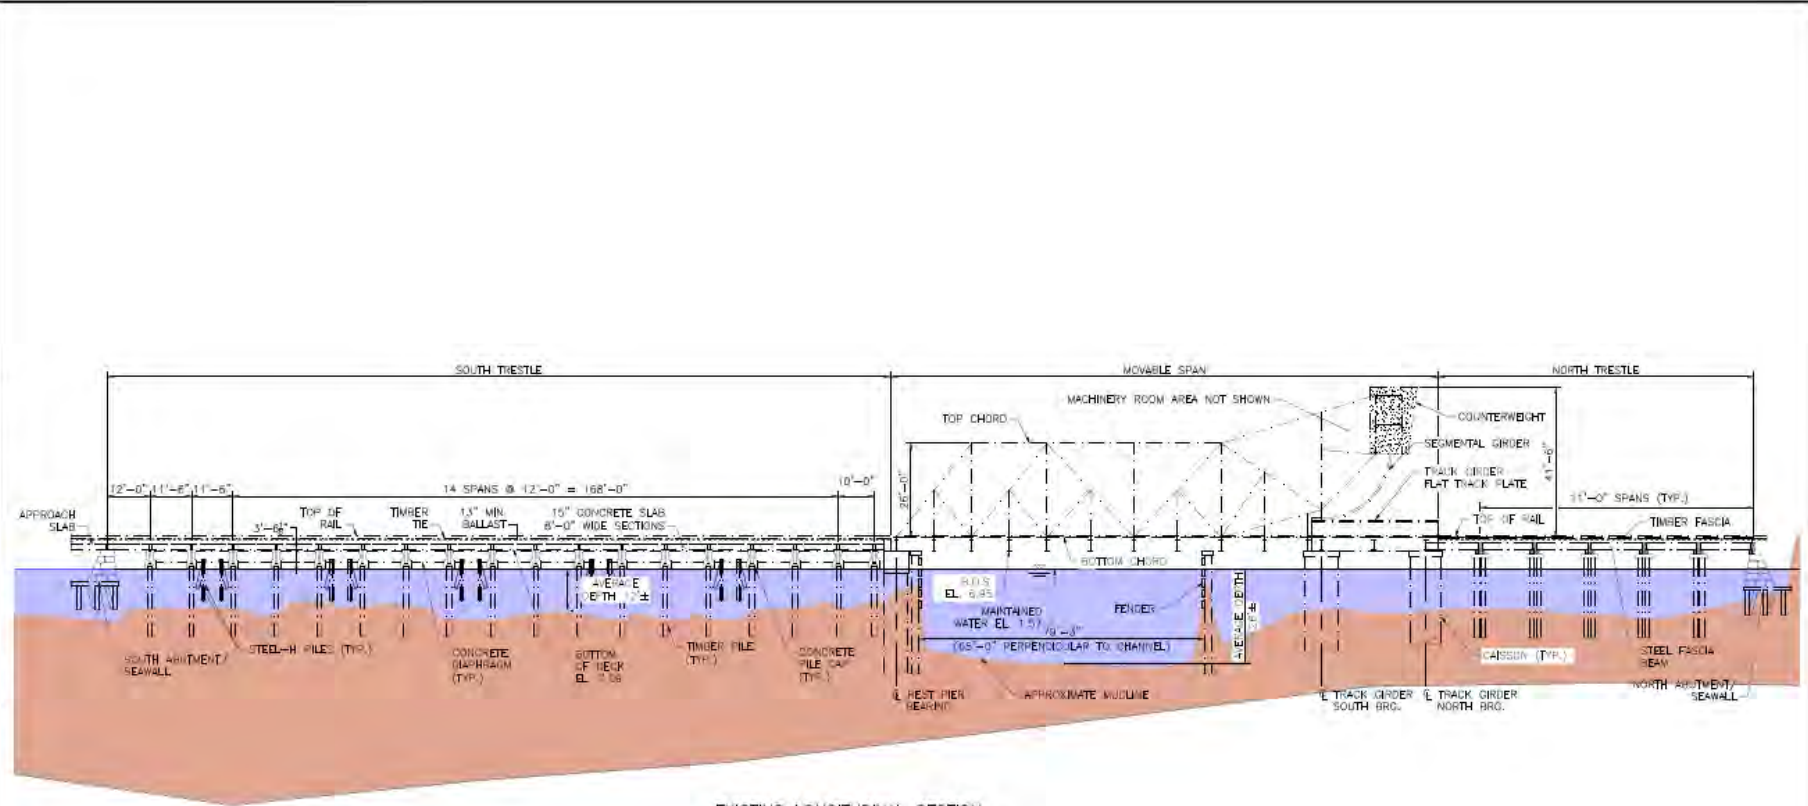 SOUTH TRESTLE
MOVABLE SPAN
NORTH TRESTLE
MACHINERY ROOM AREA NOT SHOWN
COUNTERWEIGHT
TOP CHORD
SEGMENTAL GIRDER
TRACK GIRDER
FLAT TRACK PLATE
41'-6"
26'-0"
12'-0" 11'-6" 11'-6"
14 SPANS @ 12'-0" = 168'-0"
10'-0"
11'-0" SPANS (TYP.)
APPROACH
SLAB
TOP OF
RAIL
TIMBER
TIE
13" MIN.
BALLAST
15" CONCRETE SLAB
8'-0" WIDE SECTIONS
TOP OF RAIL
TIMBER FASCIA
BOTTOM CHORD
AVERAGE
DEPTH 12'±
B.O.S
EL. 6.95
MAINTAINED
WATER EL 1.57
FENDER
79'-3"
(65'-0" PERPENDICULAR TO CHANNEL)
AVERAGE DEPTH
SOUTH ABUTMENT/
SEAWALL
STEEL-H PILES (TYP.)
CONCRETE
DIAPHRAGM
(TYP.)
BOTTOM
OF DECK
EL
TIMBER PILE
(TYP.)
CONCRETE
PILE CAP
(TYP.)
CAISSON (TYP.)
STEEL FASCIA
BEAM
NORTH ABUTMENT/
SEAWALL
℄ REST PIER
BEARING
APPROXIMATE MUDLINE
℄ TRACK GIRDER
SOUTH BRG.
℄ TRACK GIRDER
NORTH BRG.